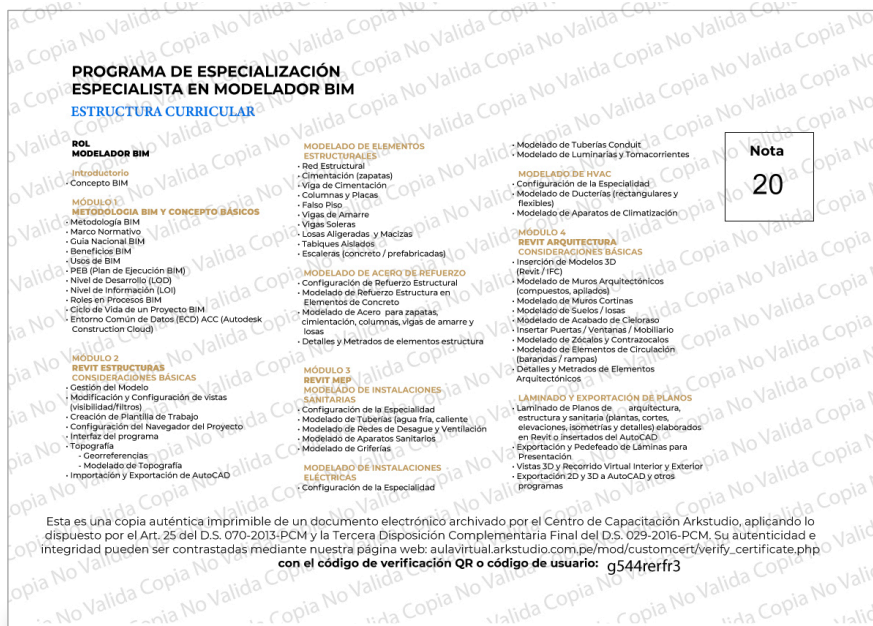 PROGRAMA DE ESPECIALIZACIÓN
ESPECIALISTA EN MODELADOR BIM
ESTRUCTURA CURRICULAR
ROL
MODELADOR BIM
Introductorio
• Concepto BIM
MÓDULO 1
METODOLOGIA BIM Y CONCEPTO BÁSICOS
• Metodología BIM
• Marco Normativo
• Guia Nacional BIM
• Beneficios BIM
• Usos de BIM
• PEB (Plan de Ejecución BIM)
• Nivel de Desarrollo (LOD)
• Nivel de Información (LOI)
• Roles en Procesos BIM
• Ciclo de Vida de un Proyecto BIM
• Entorno Común de Datos (ECD) ACC (Autodesk
Construction Cloud)
MÓDULO 2
REVIT ESTRUCTURAS
CONSIDERACIONES BÁSICAS
• Gestión del Modelo
• Modificación y Configuración de vistas
(visibilidad/filtros)
• Creación de Plantilla de Trabajo
• Configuración del Navegador del Proyecto
• Interfaz del programa
• Topografía
- Georreferencias
- Modelado de Topografía
• Importación y Exportación de AutoCAD
MODELADO DE ELEMENTOS
ESTRUCTURALES
• Red Estructural
• Cimentación (zapatas)
• Viga de Cimentación
• Columnas y Placas
• Falso Piso
• Vigas de Amarre
• Vigas Soleras
• Losas Aligeradas y Macizas
• Tabiques Aislados
• Escaleras (concreto / prefabricadas)
MODELADO DE ACERO DE REFUERZO
• Configuración de Refuerzo Estructural
• Modelado de Refuerzo Estructura en
Elementos de Concreto
• Modelado de Acero para zapatas,
cimientación, columnas, vigas de amarre y
losas
• Detalles y Metrados de elementos estructura
MÓDULO 3
REVIT MEP
MODELADO DE INSTALACIONES
SANITARIAS
• Configuración de la Especialidad
• Modelado de Tuberías (agua fría, caliente
• Modelado de Redes de Desague y Ventilación
• Modelado de Aparatos Sanitarios
• Modelado de Griferías
MODELADO DE INSTALACIONES
ELÉCTRICAS
• Configuración de la Especialidad
• Modelado de Tuberías Conduit
• Modelado de Luminarias y Tomacorrientes
MODELADO DE HVAC
• Configuración de la Especialidad
• Modelado de Ducterías (rectangulares y
flexibles)
• Modelado de Aparatos de Climatización
MÓDULO 4
REVIT ARQUITECTURA
CONSIDERACIONES BÁSICAS
• Inserción de Modelos 3D
(Revit / IFC)
• Modelado de Muros Arquitectónicos
(compuestos, apilados)
• Modelado de Muros Cortinas
• Modelado de Suelos / losas
• Modelado de Acabado de Cieloraso
• Insertar Puertas / Ventanas / Mobiliario
• Modelado de Zócalos y Contrazocalos
• Modelado de Elementos de Circulación
(barandas / rampas)
• Detalles y Metrados de Elementos
Arquitectónicos
LAMINADO Y EXPORTACIÓN DE PLANOS
• Laminado de Planos de arquitectura,
estructura y sanitaria (plantas, cortes,
elevaciones, isometrías y detalles) elaborados
en Revit o insertados del AutoCAD
• Exportación y Pedefeado de Láminas para
Presentación
• Vistas 3D y Recorrido Virtual Interior y Exterior
• Exportación 2D y 3D a AutoCAD y otros
programas
Nota
20
Esta es una copia auténtica imprimible de un documento electrónico archivado por el Centro de Capacitación Arkstudio, aplicando lo
dispuesto por el Art. 25 del D.S. 070-2013-PCM y la Tercera Disposición Complementaria Final del D.S. 029-2016-PCM. Su autenticidad e
integridad pueden ser contrastadas mediante nuestra página web: aulavirtual.arkstudio.com.pe/mod/customcert/verify_certificate.php
con el código de verificación QR o código de usuario: g544rerfr3
Copia No Valida